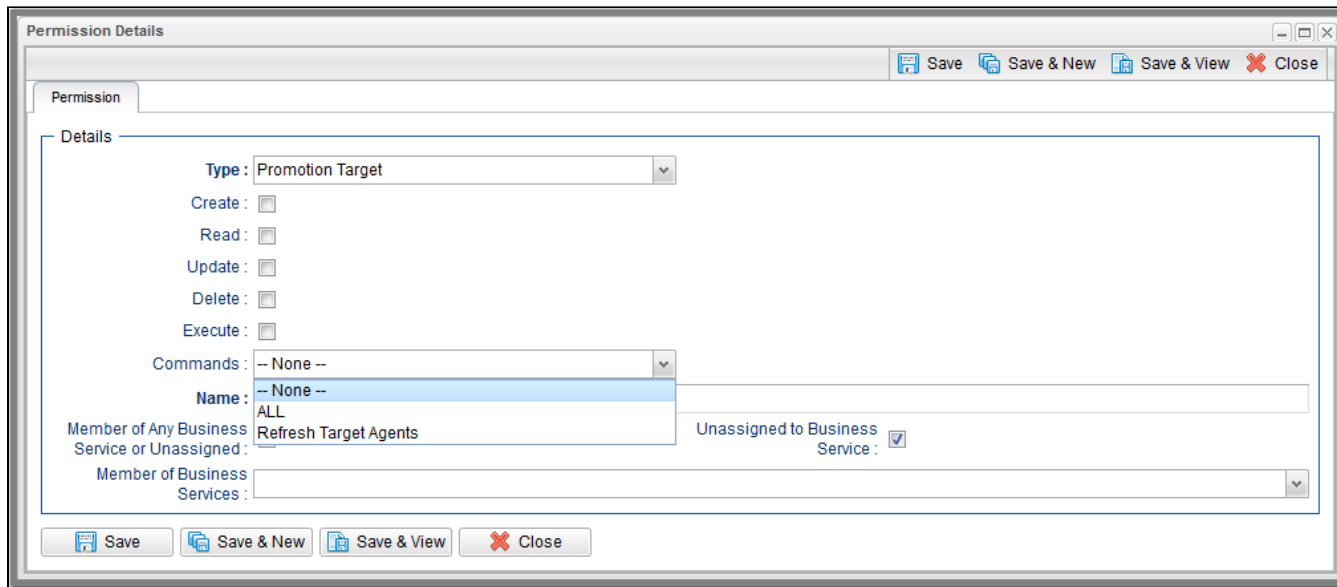 Permission Details
Save Save & New Save & View Close
Permission
Details
Type : Promotion Target
Create :
Read :
Update :
Delete :
Execute :
Commands : -- None --
-- None --
Name :
ALL
Refresh Target Agents
Member of Any Business
Service or Unassigned :
Unassigned to Business
Service :
Member of Business
Services :
Save Save & New Save & View Close